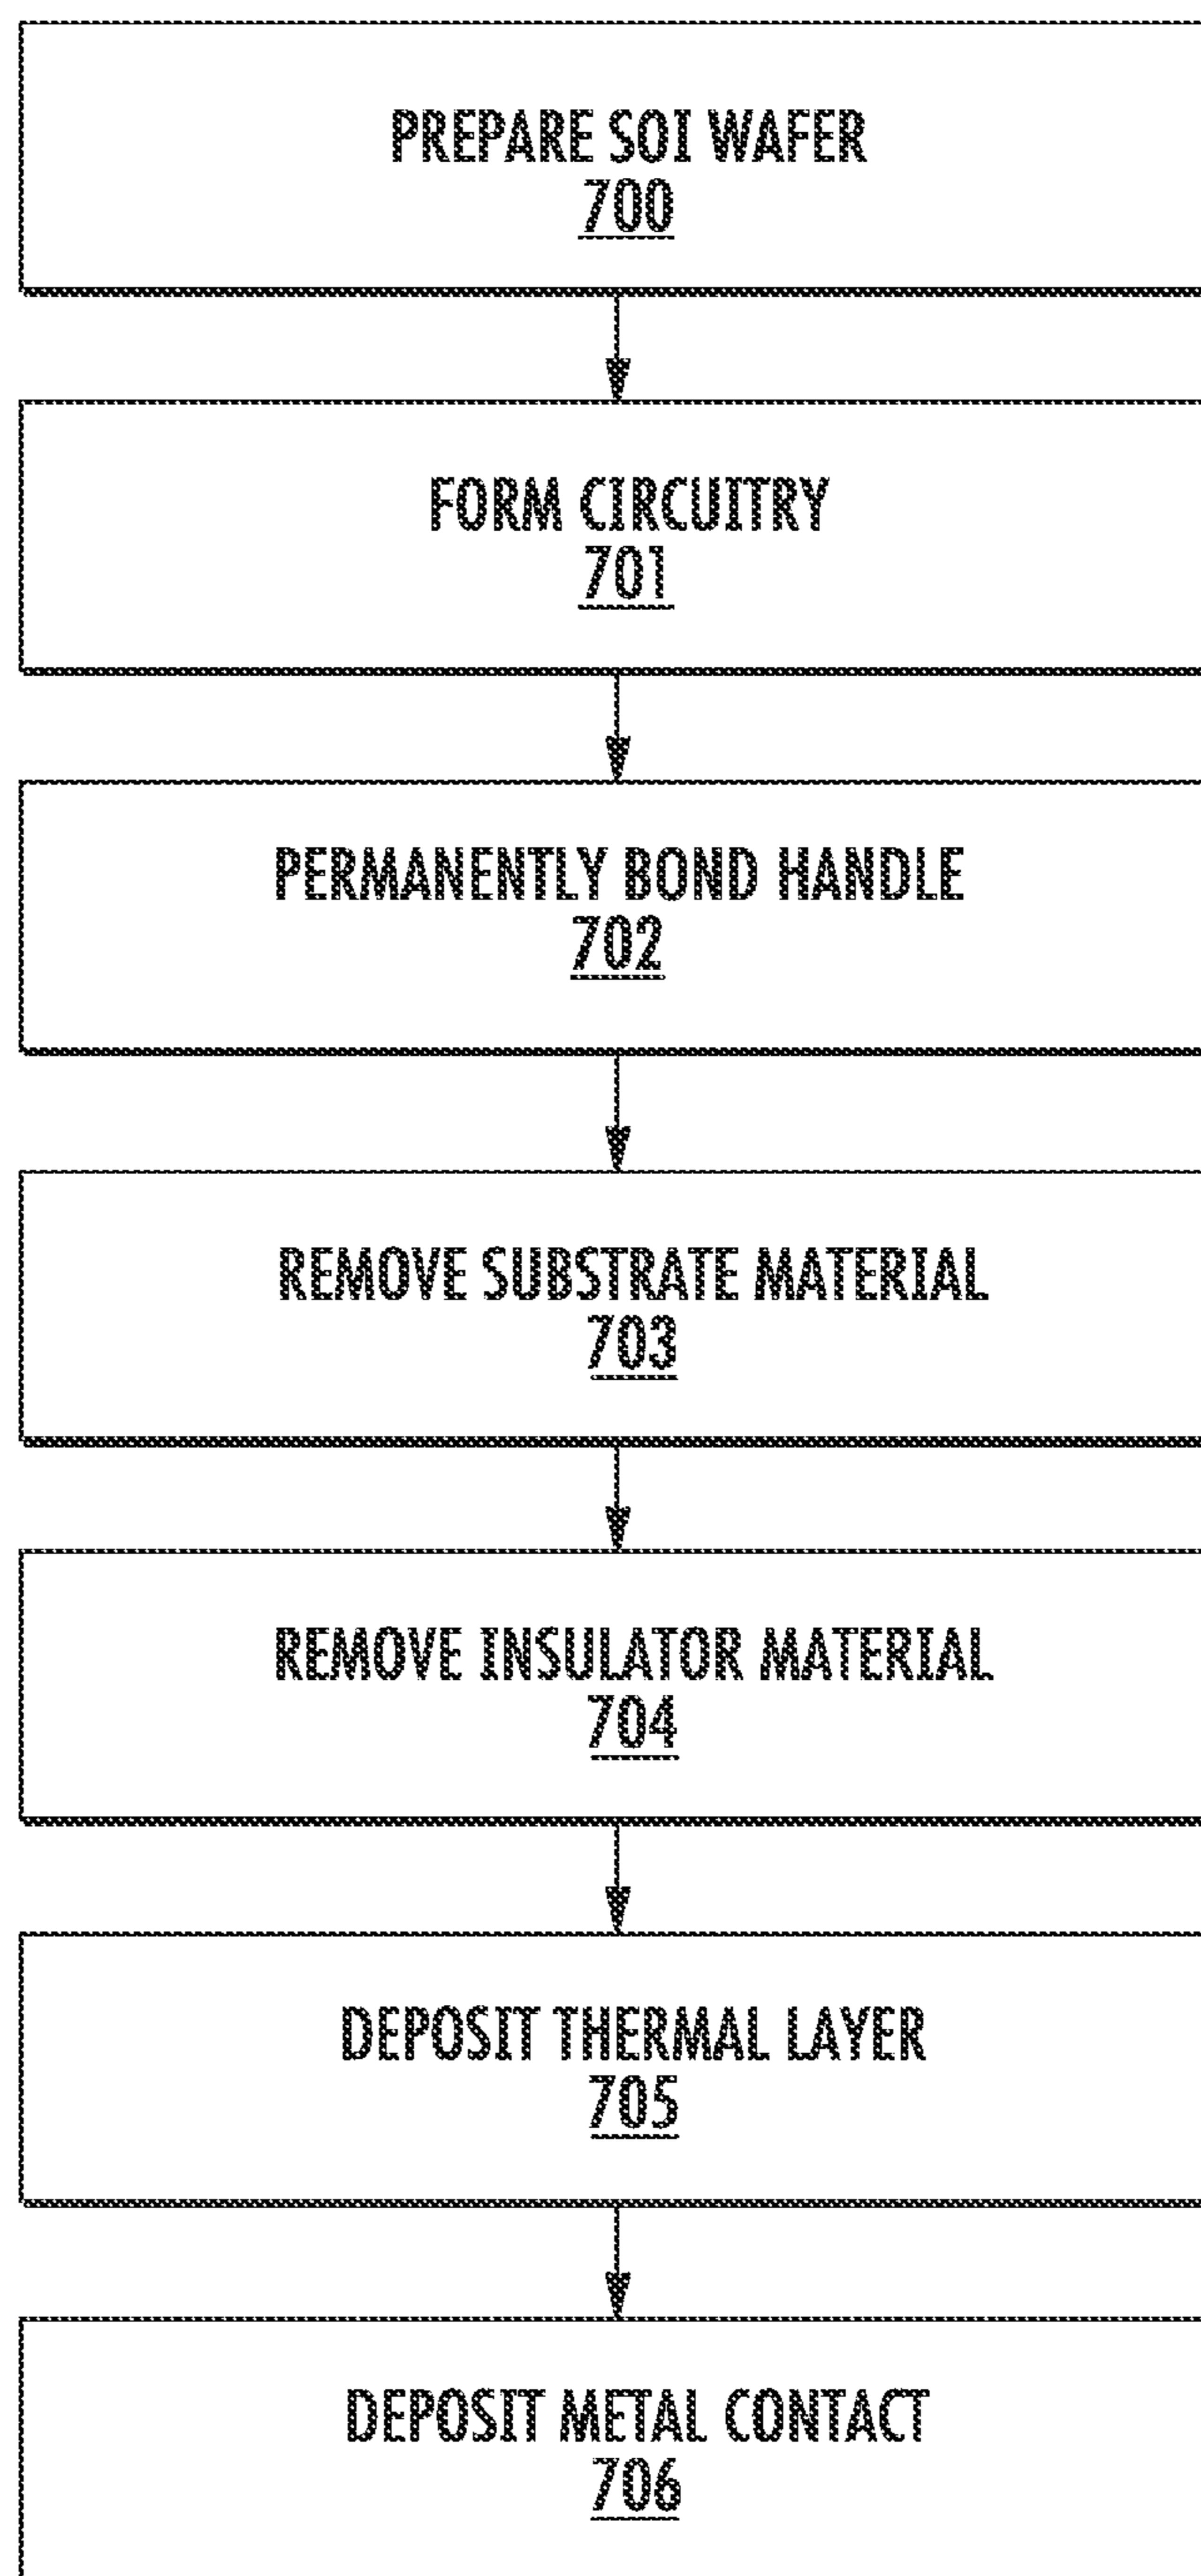 PREPARE SOI WAFER
700
FORM CIRCUITRY
701
PERMANENTLY BOND HANDLE
702
REMOVE SUBSTRATE MATERIAL
703
REMOVE INSULATOR MATERIAL
704
DEPOSIT THERMAL LAYER
705
DEPOSIT METAL CONTACT
706